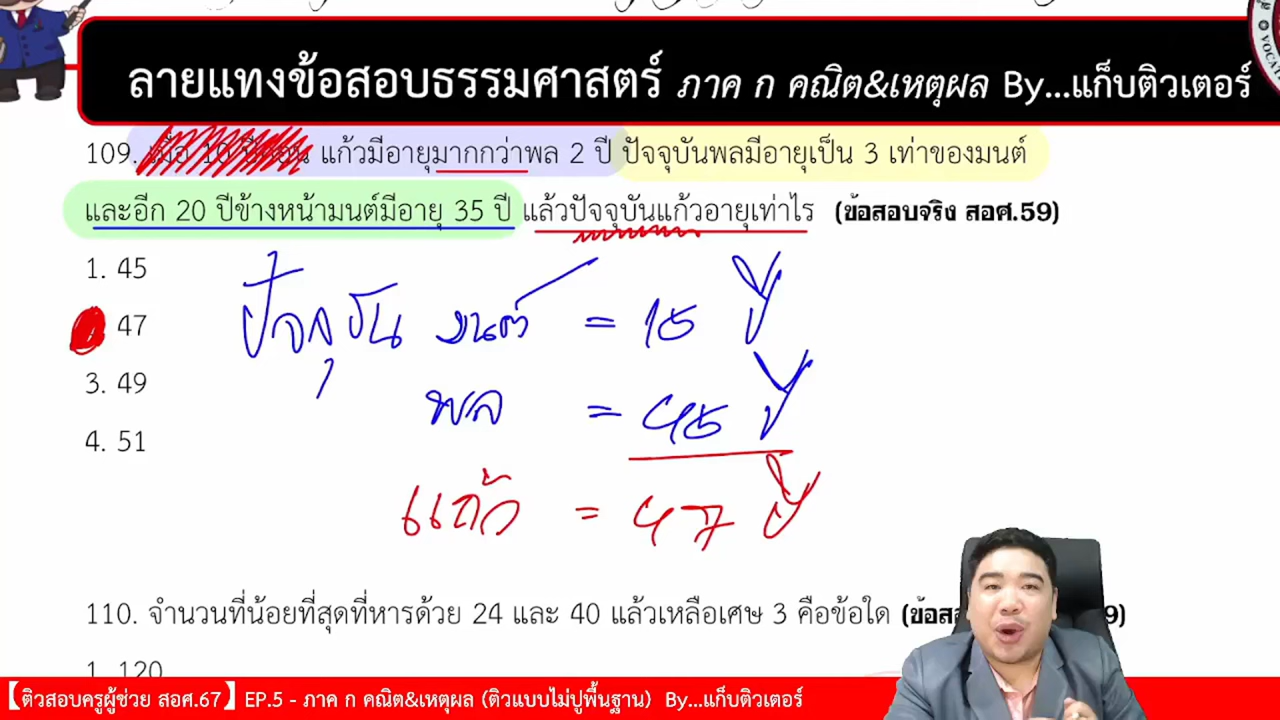 ลายแทงข้อสอบธรรมศาสตร์ ภาค ก คณิต&เหตุผล By...แก็บติวเตอร์
109. เมื่อ 10 ปีก่อน แก้วมีอายุมากกว่าพล 2 ปี ปัจจุบันพลมีอายุเป็น 3 เท่าของมนต์
และอีก 20 ปีข้างหน้ามนต์มีอายุ 35 ปี แล้วปัจจุบันแก้วอายุเท่าไร (ข้อสอบจริง สอศ.59)
1. 45
47
3. 49
4. 51
ปัจจุบัน มนต์ = 15 ปี
พล = 45 ปี
แก้ว = 47 ปี
110. จำนวนที่น้อยที่สุดที่หารด้วย 24 และ 40 แล้วเหลือเศษ 3 คือข้อใด
1. 120
【ติวสอบครูผู้ช่วย สอศ.67】 EP.5 - ภาค ก คณิต&เหตุผล (ติวแบบไม่ปูพื้นฐาน) By...แก็บติวเตอร์